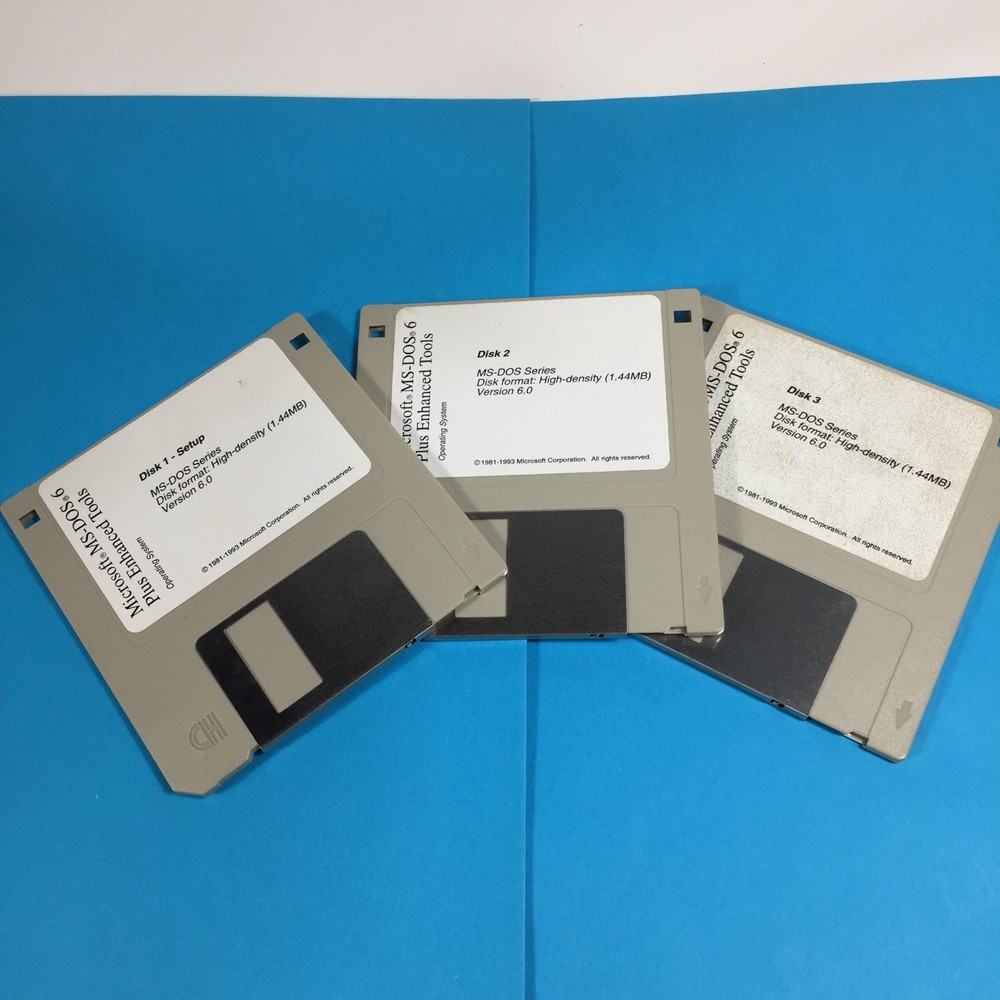 Microsoft® MS-DOS® 6
Plus Enhanced Tools
Operating System
Disk 1 - Setup
MS-DOS Series
Disk format: High-density (1.44MB)
Version 6.0
©1981-1993 Microsoft Corporation. All rights reserved.
HD
crosoft® MS-DOS® 6
Plus Enhanced Tools
Operating System
Disk 2
MS-DOS Series
Disk format: High-density (1.44MB)
Version 6.0
©1981-1993 Microsoft Corporation. All rights reserved.
MS-DOS® 6
nhanced Tools
perating System
Disk 3
MS-DOS Series
Disk format: High-density (1.44MB)
Version 6.0
©1981-1993 Microsoft Corporation. All rights reserved.